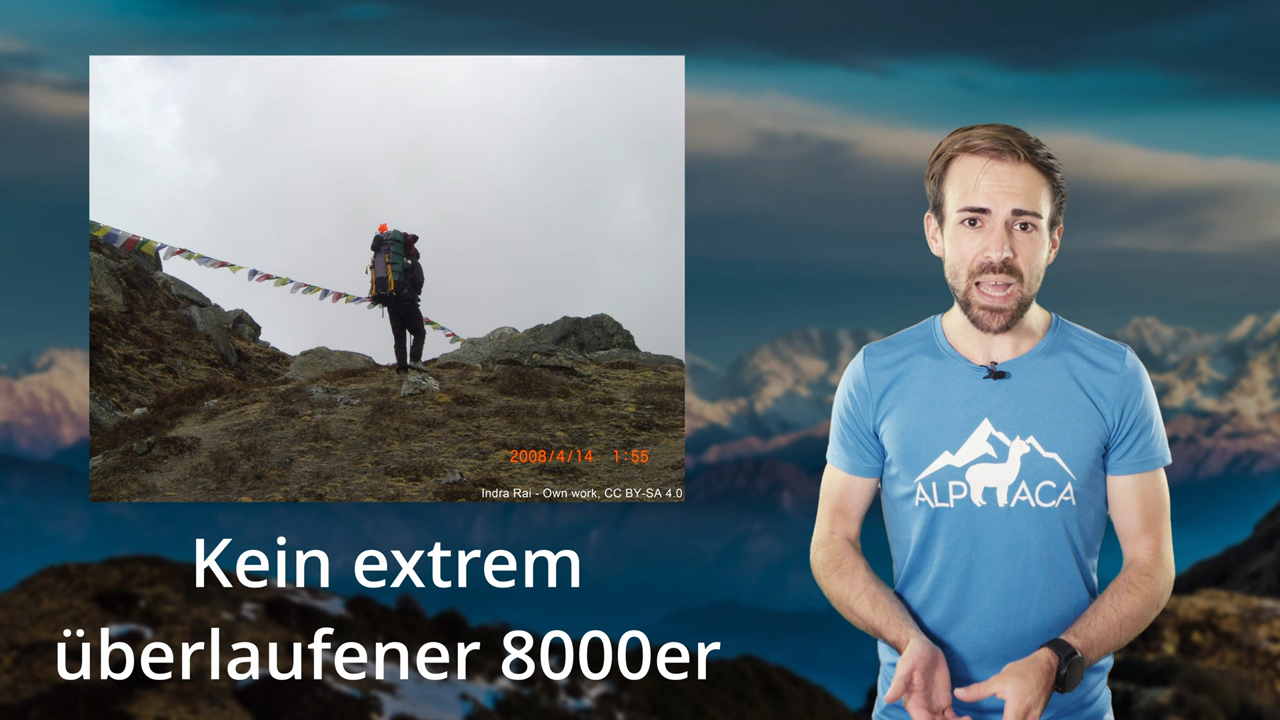 2008/4/14 1:55
Indra Rai - Own work, CC BY-SA 4.0
Kein extrem
überlaufener 8000er
ALPACA